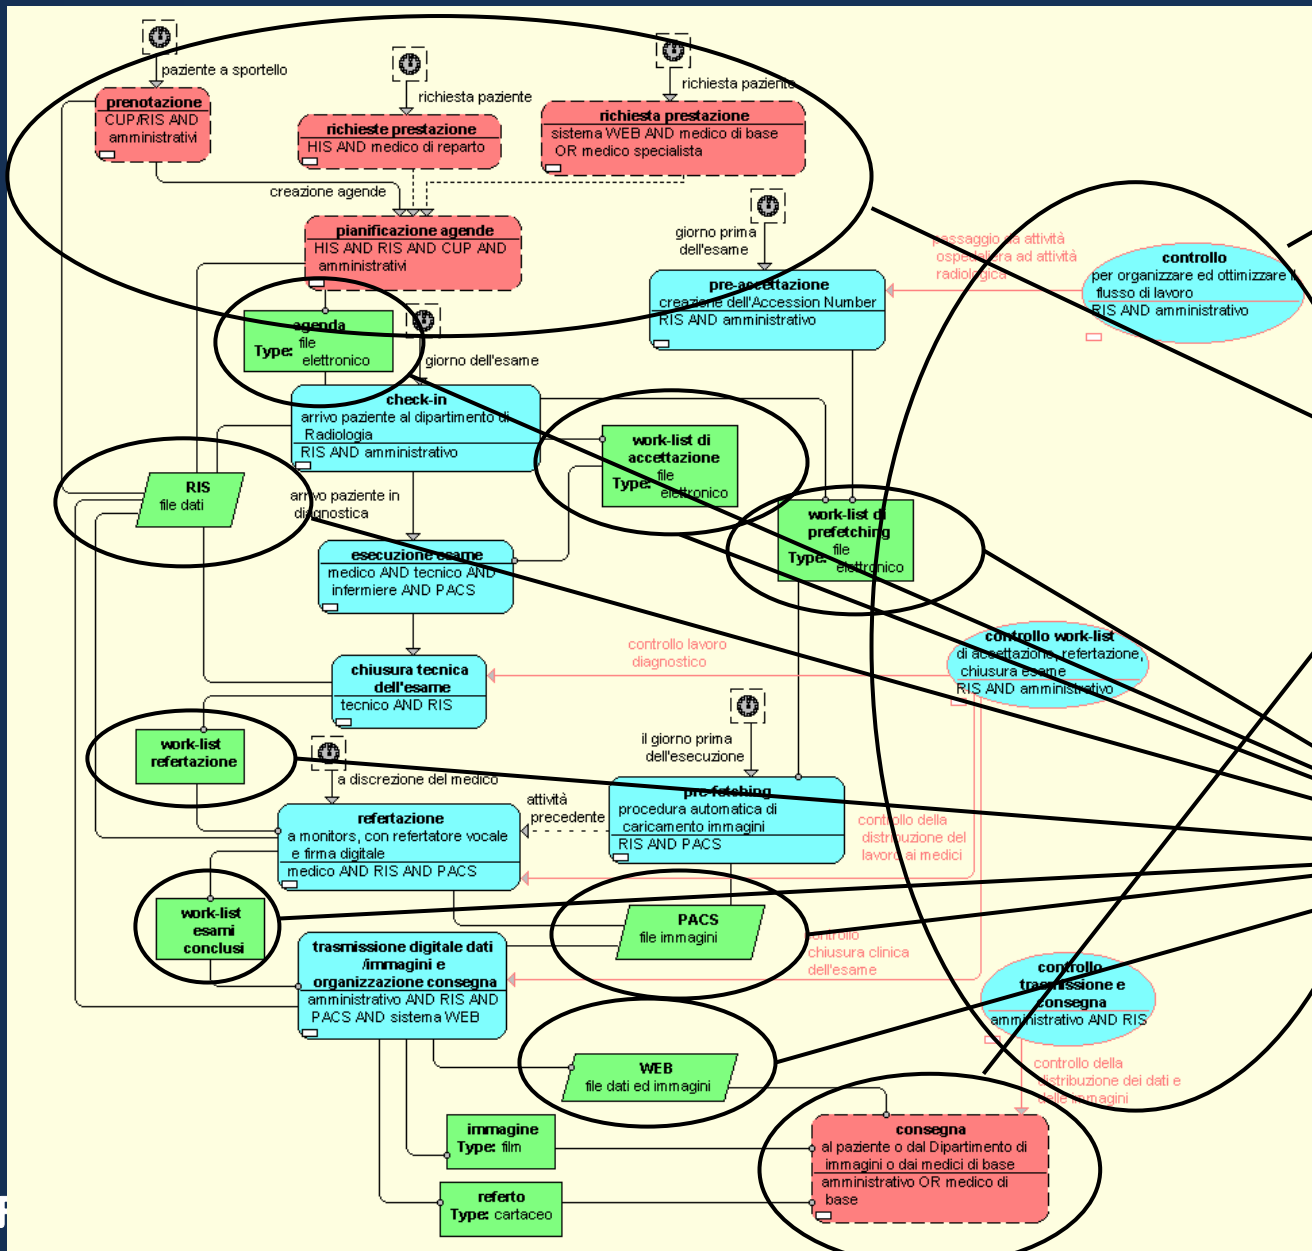 paziente a sportello
richiesta paziente
richiesta paziente
prenotazione
CUP/RIS AND
amministrativi
richieste prestazione
HIS AND medico di reparto
richiesta prestazione
sistema WEB AND medico di base
OR medico specialista
creazione agende
pianificazione agende
HIS AND RIS AND CUP AND
amministrativi
giorno prima
dell'esame
passaggio da attività
ospedaliera ad attività
radiologica
controllo
per organizzare ed ottimizzare il
flusso di lavoro
RIS AND amministrativo
pre-accettazione
creazione dell'Accession Number
RIS AND amministrativo
agenda
Type: file
elettronico
giorno dell'esame
check-in
arrivo paziente al dipartimento di
Radiologia
RIS AND amministrativo
work-list di
accettazione
Type: file
elettronico
RIS
file dati
arrivo paziente in
diagnostica
work-list di
prefetching
Type: file
elettronico
esecuzione esame
medico AND tecnico AND
infermiere AND PACS
controllo lavoro
diagnostico
controllo work-list
di accettazione, refertazione,
chiusura esame
RIS AND amministrativo
chiusura tecnica
dell'esame
tecnico AND RIS
work-list
refertazione
il giorno prima
dell'esecuzione
a discrezione del medico
pre-fetching
procedura automatica di
caricamento immagini
RIS AND PACS
attività
precedente
refertazione
a monitors, con refertatore vocale
e firma digitale
medico AND RIS AND PACS
controllo della
distribuzione del
lavoro ai medici
work-list
esami
conclusi
PACS
file immagini
trasmissione digitale dati
/immagini e
organizzazione consegna
amministrativo AND RIS AND
PACS AND sistema WEB
controllo
chiusura clinica
dell'esame
controllo
trasmissione e
consegna
amministrativo AND RIS
WEB
file dati ed immagini
controllo della
distribuzione dei dati e
delle immagini
immagine
Type: film
consegna
al paziente o dal Dipartimento di
immagini o dai medici di base
amministrativo OR medico di
base
referto
Type: cartaceo